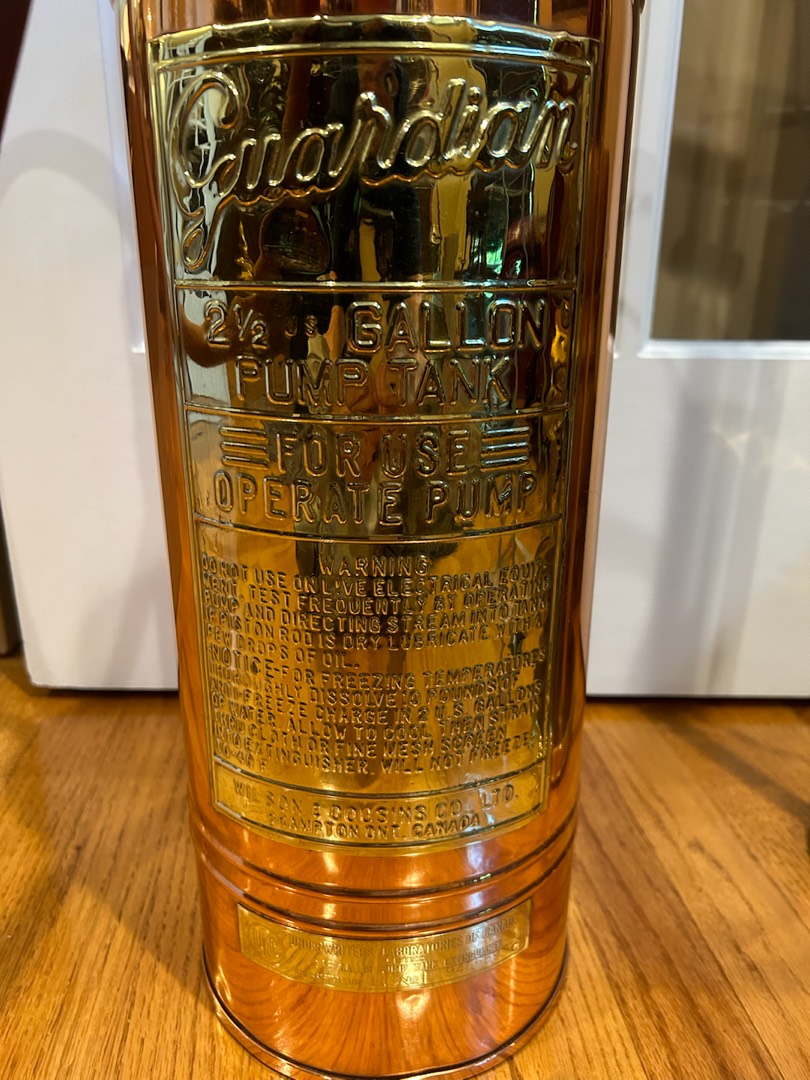 Guardian
2½ US GALLON
PUMP TANK
FOR USE
OPERATE PUMP
WARNING
DO NOT USE ON LIVE ELECTRICAL EQUIP-
MENT. TEST FREQUENTLY BY OPERATING
PUMP AND DIRECTING STREAM INTO TANK
IF PISTON ROD IS DRY LUBRICATE WITH A
FEW DROPS OF OIL.
NOTICE-FOR FREEZING TEMPERATURES
THOROUGHLY DISSOLVE 10 POUNDS OF
ANTI-FREEZE CHARGE IN 2 U.S. GALLONS
OF WATER. ALLOW TO COOL THEN STRAIN
THRU CLOTH OR FINE MESH SCREEN
INTO EXTINGUISHER. WILL NOT FREEZE
TO -40 F
WILSON & COUSINS CO. LTD.
BRAMPTON ONT. CANADA
UNDERWRITERS' LABORATORIES OF CANADA
PUMP TANK EXTINGUISHER